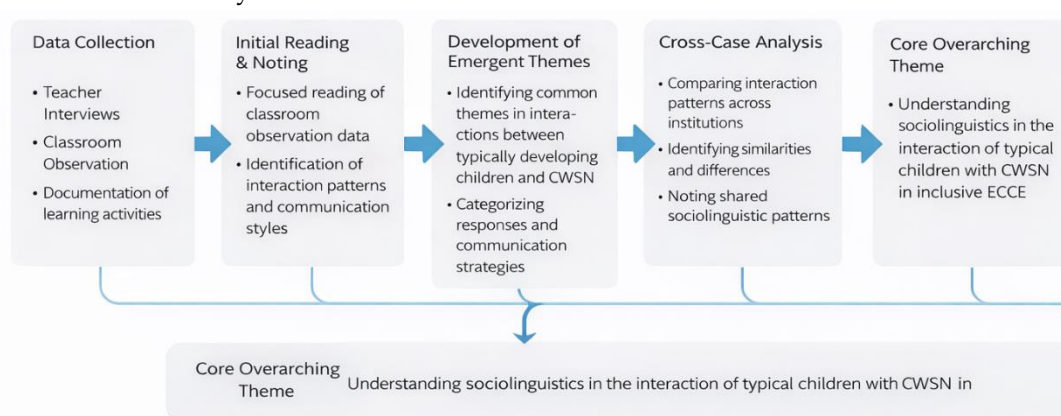 Data Collection
• Teacher
Interviews
• Classroom
Observation
• Documentation of
learning activities
Initial Reading
& Noting
• Focused reading of
classroom
observation data
• Identification of
interaction patterns
and communication
styles
Development of
Emergent Themes
• Identifying common
themes in intera-
ctions between
typically developing
children and CWSN
• Categorizing
responses and
communication
strategies
Cross-Case Analysis
• Comparing interaction
patterns across
institutions
• Identifying similarities
and differences
• Noting shared
sociolinguistic patterns
Core Overarching
Theme
• Understanding
sociolinguistics in the
interaction of typical
children with CWSN
in inclusive ECCE
Core Overarching
Theme
Understanding sociolinguistics in the interaction of typical children with CWSN in